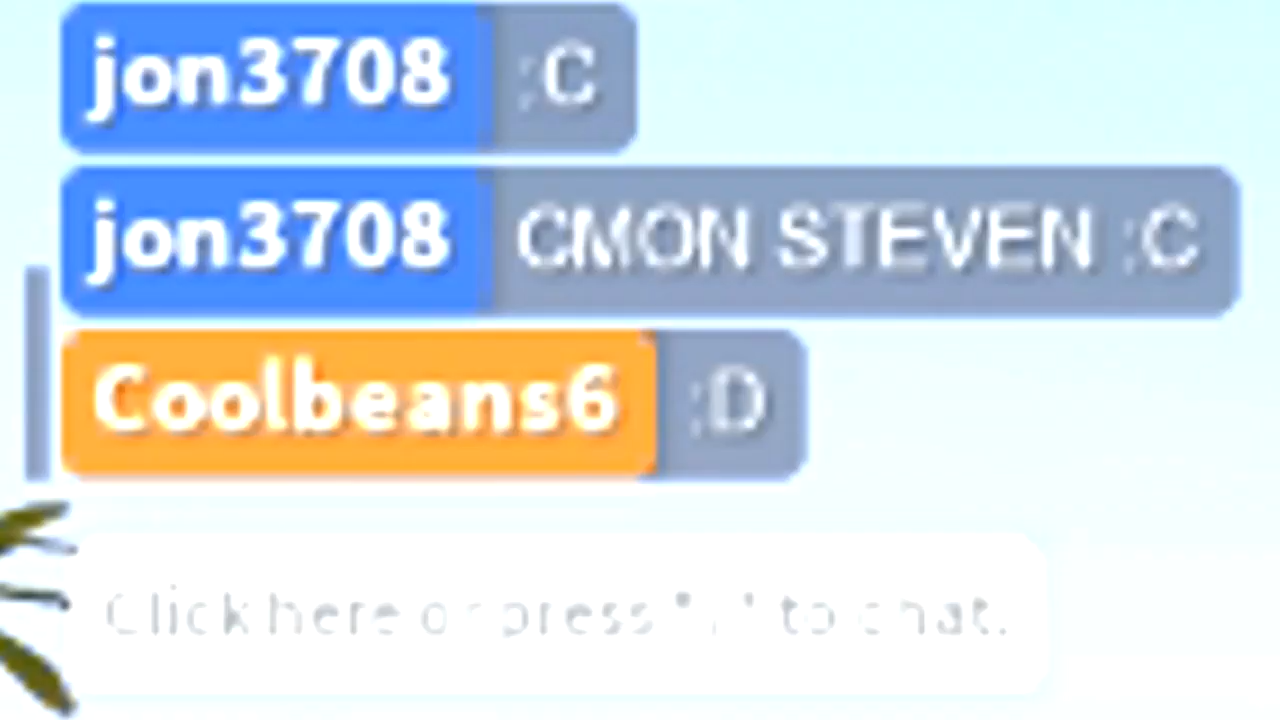 jon3708 :C
jon3708 CMON STEVEN :C
Coolbeans6 :D
Click here or press "/" to chat.